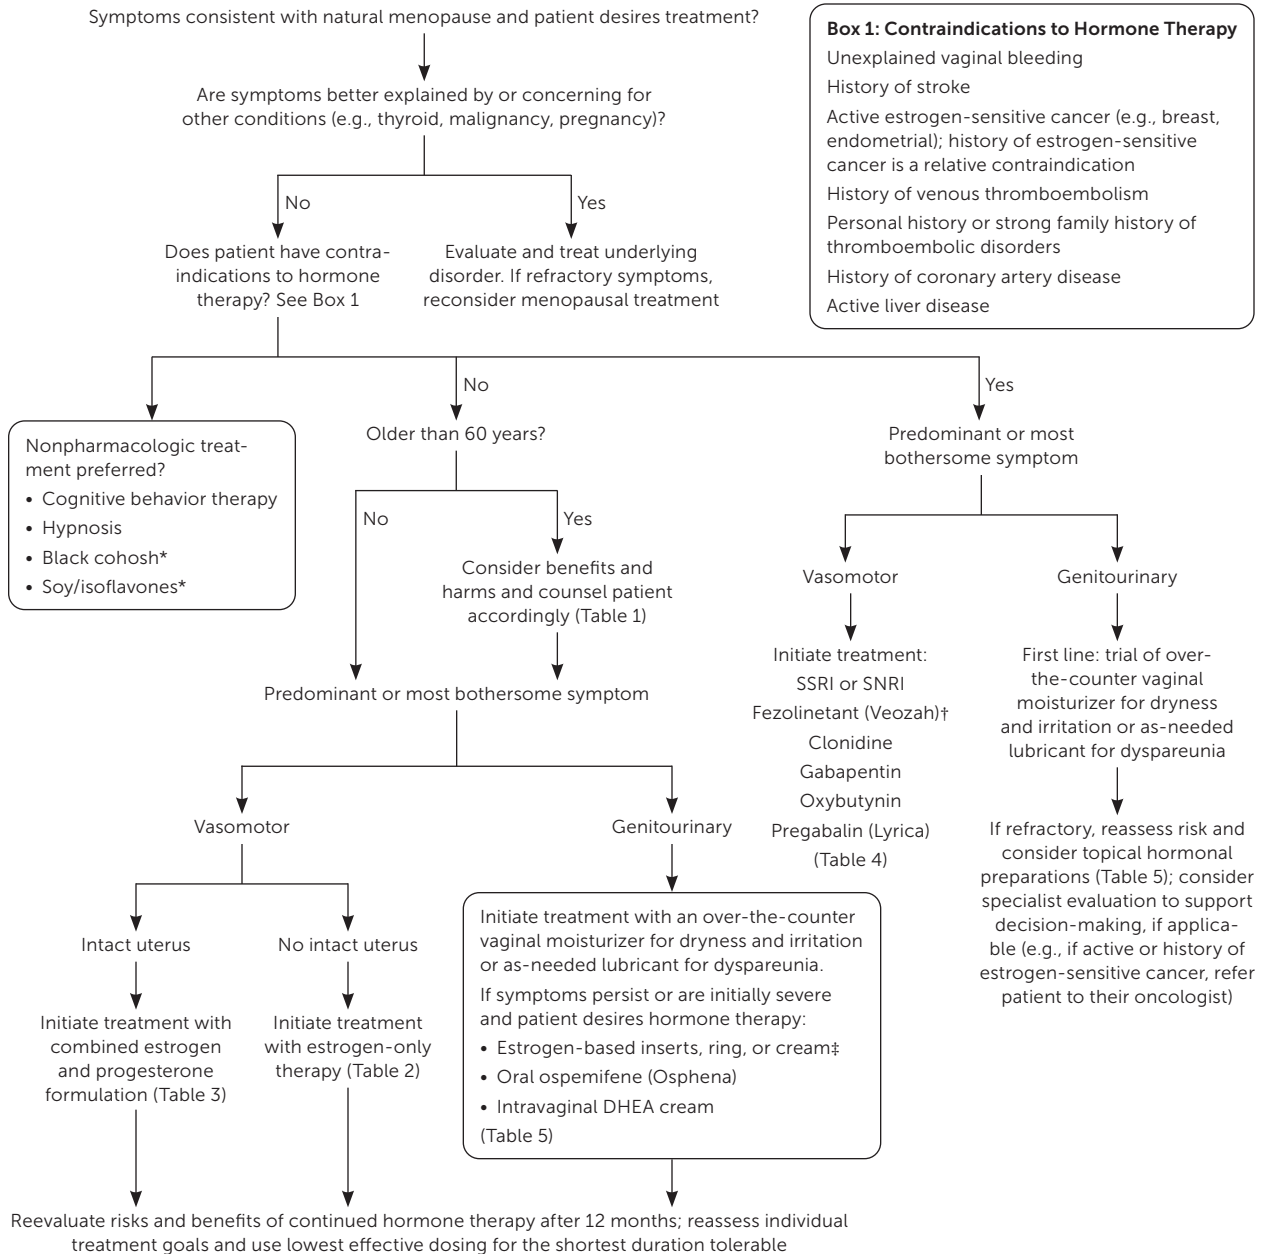 Symptoms consistent with natural menopause and patient desires treatment?
Are symptoms better explained by or concerning for
other conditions (e.g., thyroid, malignancy, pregnancy)?
No
Yes
Does patient have contra-
indications to hormone
therapy? See Box 1
Evaluate and treat underlying
disorder. If refractory symptoms,
reconsider menopausal treatment
Box 1: Contraindications to Hormone Therapy
Unexplained vaginal bleeding
History of stroke
Active estrogen-sensitive cancer (e.g., breast,
endometrial); history of estrogen-sensitive
cancer is a relative contraindication
History of venous thromboembolism
Personal history or strong family history of
thromboembolic disorders
History of coronary artery disease
Active liver disease
No
Yes
Nonpharmacologic treat-
ment preferred?
• Cognitive behavior therapy
• Hypnosis
• Black cohosh*
• Soy/isoflavones*
Older than 60 years?
No
Yes
Consider benefits and
harms and counsel patient
accordingly (Table 1)
Predominant or most bothersome symptom
Predominant or most
bothersome symptom
Vasomotor
Initiate treatment:
SSRI or SNRI
Fezolinetant (Veozah)†
Clonidine
Gabapentin
Oxybutynin
Pregabalin (Lyrica)
(Table 4)
Genitourinary
First line: trial of over-
the-counter vaginal
moisturizer for dryness
and irritation or as-needed
lubricant for dyspareunia
If refractory, reassess risk and
consider topical hormonal
preparations (Table 5); consider
specialist evaluation to support
decision-making, if applica-
ble (e.g., if active or history of
estrogen-sensitive cancer, refer
patient to their oncologist)
Vasomotor
Intact uterus
Initiate treatment with
combined estrogen
and progesterone
formulation (Table 3)
No intact uterus
Initiate treatment
with estrogen-only
therapy (Table 2)
Genitourinary
Initiate treatment with an over-the-counter
vaginal moisturizer for dryness and irritation
or as-needed lubricant for dyspareunia.
If symptoms persist or are initially severe
and patient desires hormone therapy:
• Estrogen-based inserts, ring, or cream‡
• Oral ospemifene (Osphena)
• Intravaginal DHEA cream
(Table 5)
Reevaluate risks and benefits of continued hormone therapy after 12 months; reassess individual
treatment goals and use lowest effective dosing for the shortest duration tolerable